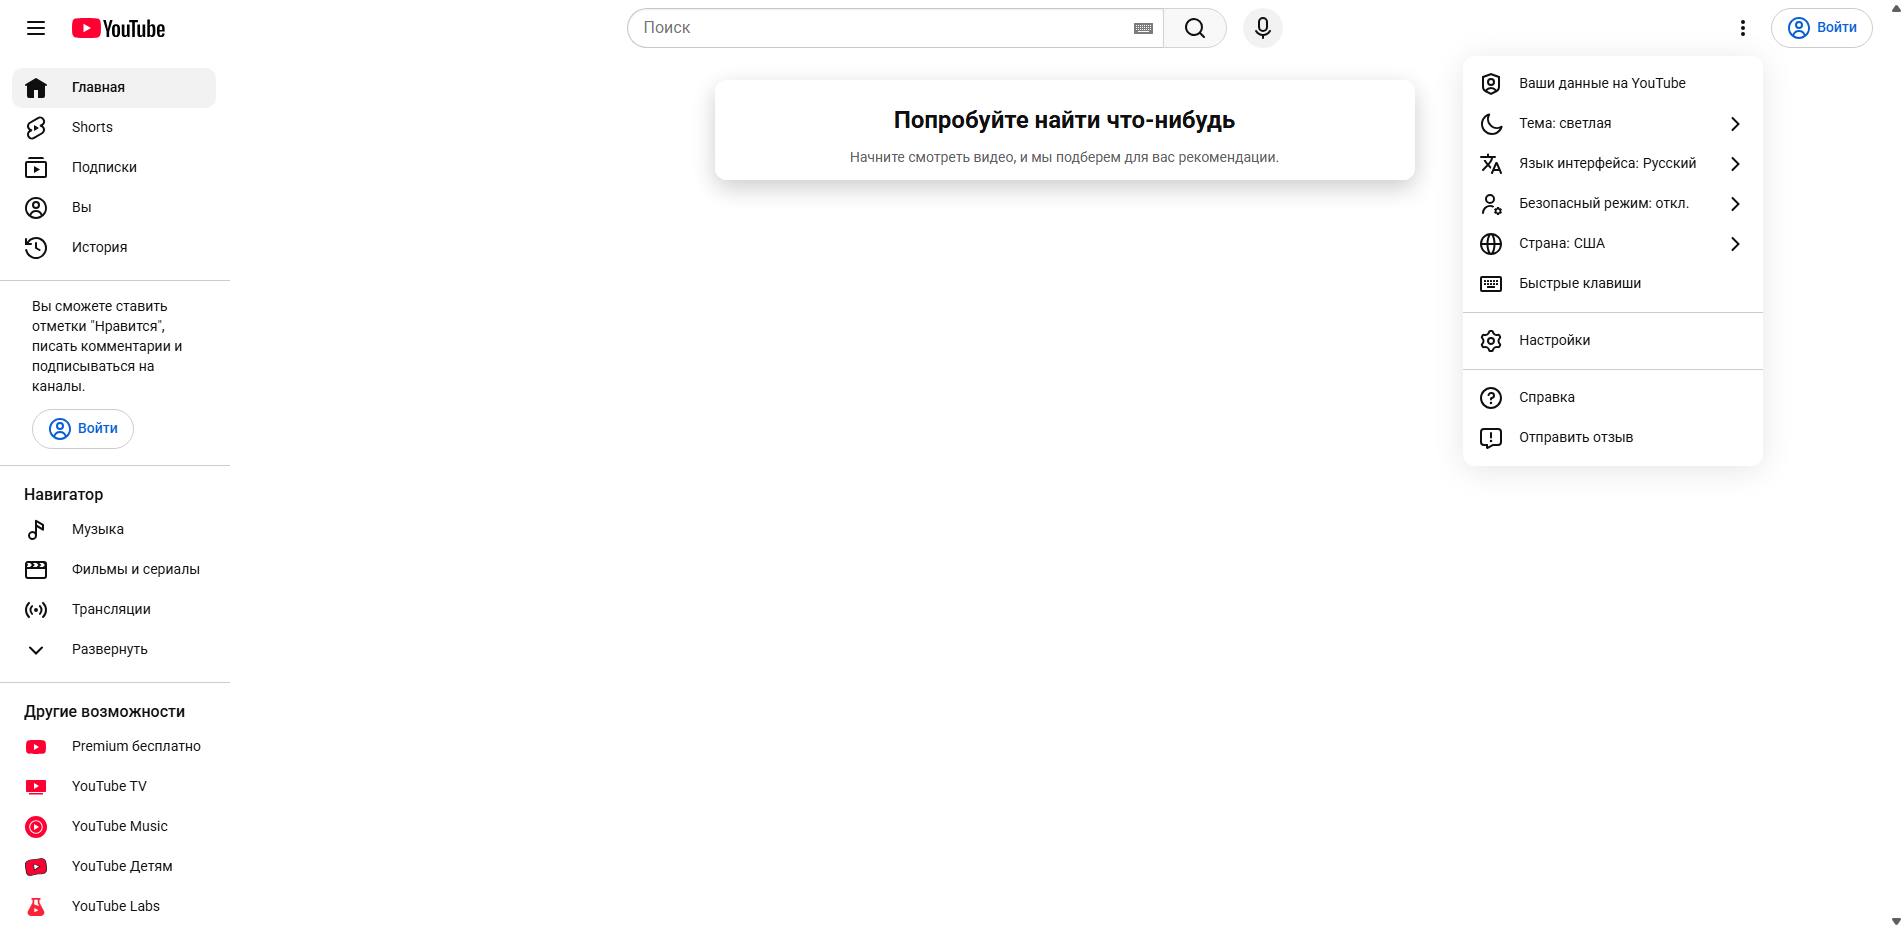 YouTube
Поиск
Войти
Главная
Shorts
Подписки
Вы
История
Вы сможете ставить
отметки "Нравится",
писать комментарии и
подписываться на
каналы.
Войти
Навигатор
Музыка
Фильмы и сериалы
Трансляции
Развернуть
Другие возможности
Premium бесплатно
YouTube TV
YouTube Music
YouTube Детям
YouTube Labs
Попробуйте найти что-нибудь
Начните смотреть видео, и мы подберем для вас рекомендации.
Ваши данные на YouTube
Тема: светлая
Язык интерфейса: Русский
Безопасный режим: откл.
Страна: США
Быстрые клавиши
Настройки
Справка
Отправить отзыв